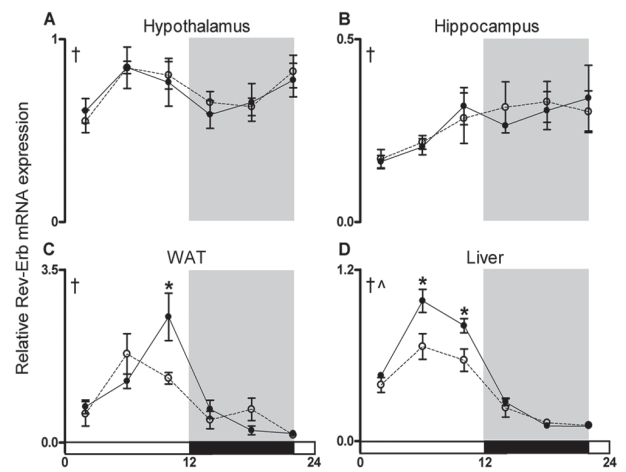 A Hypothalamus
B Hippocampus
1
†
0
0.5
†
0.0
Relative Rev-Erb mRNA expression
C WAT
D Liver
3.5
†
*
0.0
1.2
†^
*
*
0.0
0 12 24
0 12 24